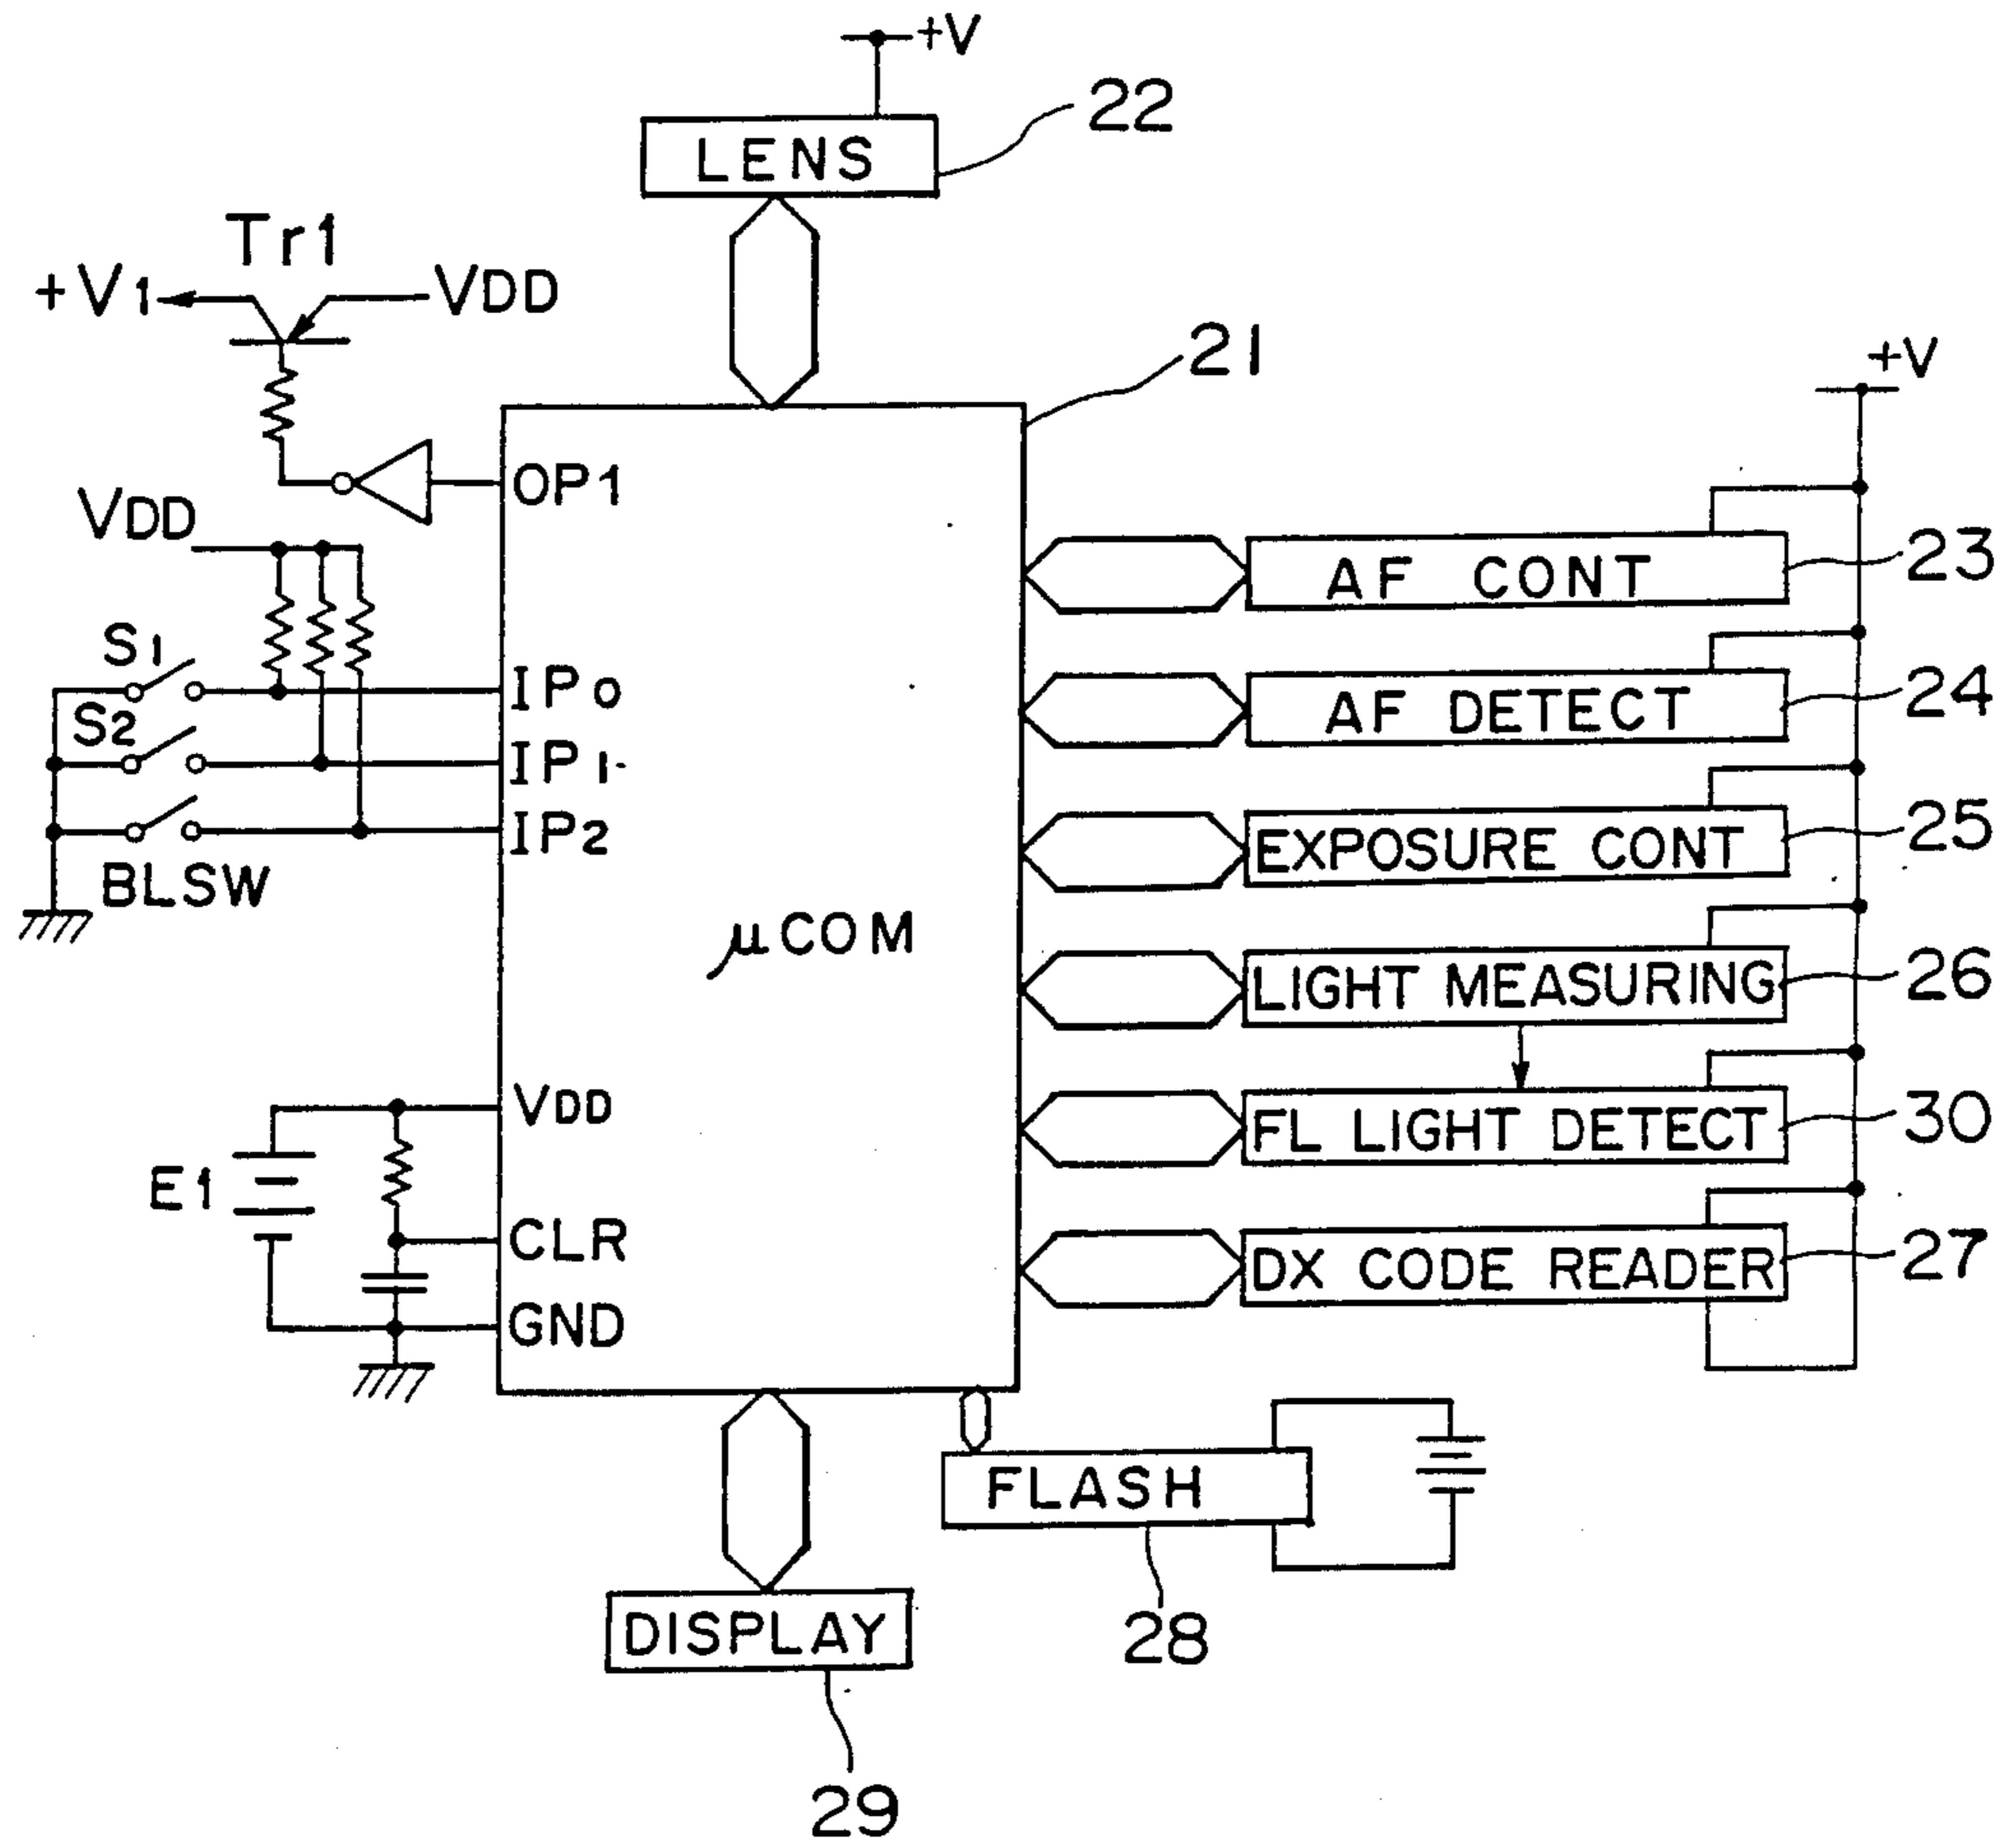 +V
22
LENS
Tr1
+V1
VDD
21
+V
OP1
VDD
23
AF CONT
S1
IP0
24
AF DETECT
S2
IP1
25
EXPOSURE CONT
IP2
BLSW
μCOM
26
LIGHT MEASURING
VDD
30
FL LIGHT DETECT
E1
CLR
27
DX CODE READER
GND
FLASH
28
DISPLAY
29